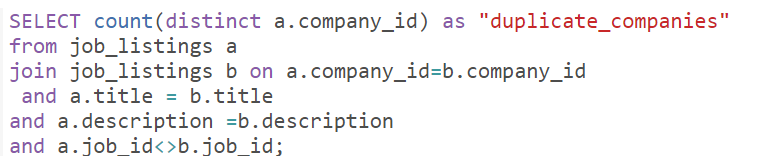 SELECT count(distinct a.company_id) as "duplicate_companies"
from job_listings a
join job_listings b on a.company_id=b.company_id
 and a.title = b.title
and a.description =b.description
and a.job_id<>b.job_id;